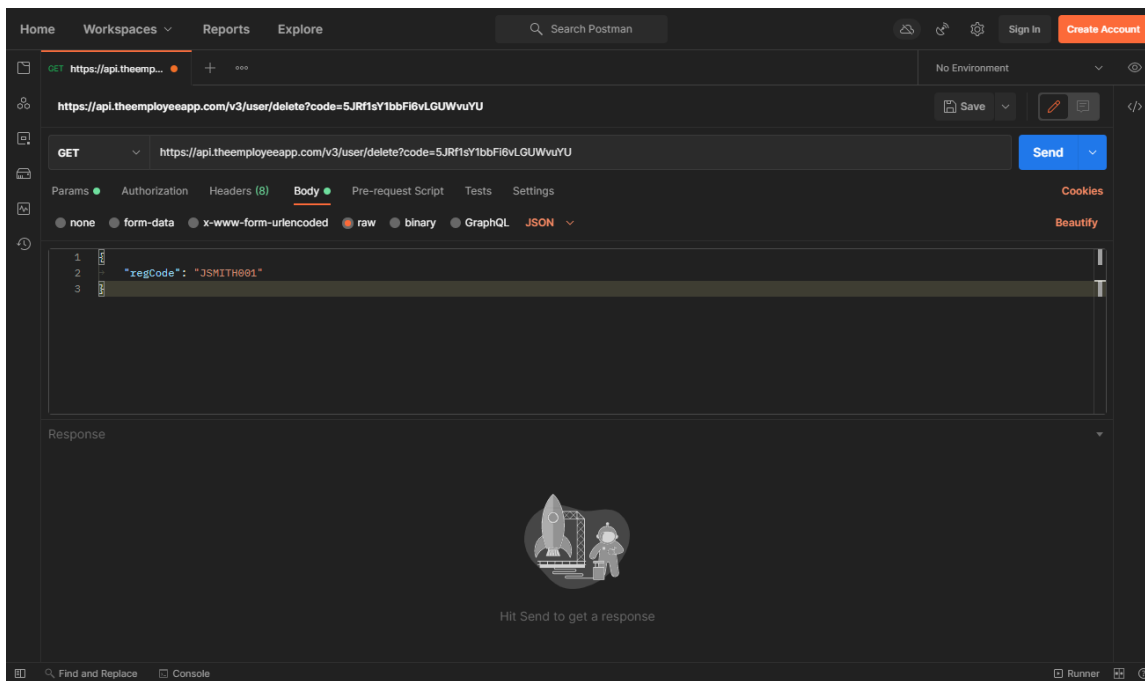 Home Workspaces Reports Explore Search Postman Sign In Create Account
GET https://api.theemp... No Environment
https://api.theemployeeapp.com/v3/user/delete?code=5JRf1sY1bbFi6vLGUWvuYU Save
GET https://api.theemployeeapp.com/v3/user/delete?code=5JRf1sY1bbFi6vLGUWvuYU Send
Params Authorization Headers (8) Body Pre-request Script Tests Settings Cookies
none form-data x-www-form-urlencoded raw binary GraphQL JSON Beautify
1 {
2 "regCode": "JSMITH001"
3 }
Response
Hit Send to get a response
Find and Replace Console Runner